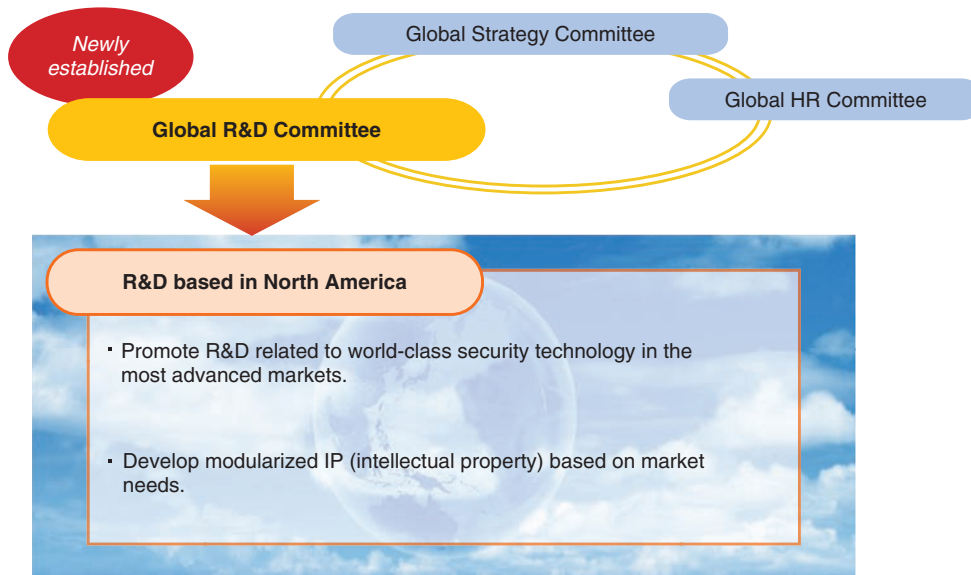 Newly
established
Global Strategy Committee
Global HR Committee
Global R&D Committee
R&D based in North America
· Promote R&D related to world-class security technology in the
most advanced markets.
· Develop modularized IP (intellectual property) based on market
needs.